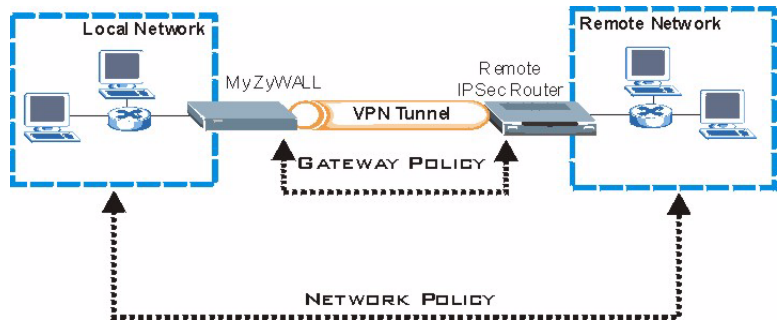 Local Network
Remote Network
MyZyWALL
Remote
IPSec Router
VPN Tunnel
GATEWAY POLICY
NETWORK POLICY